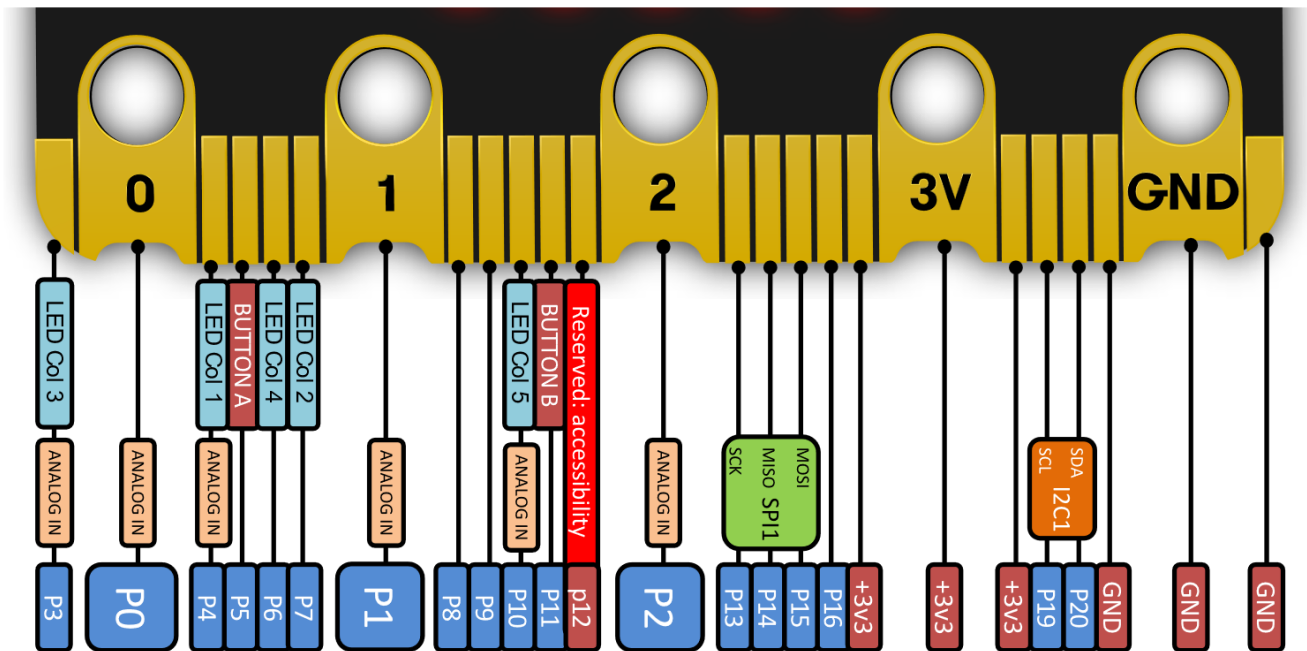 0
1
2
3V
GND
LED Col 3
LED Col 1
BUTTON A
LED Col 4
LED Col 2
LED Col 5
BUTTON B
Reserved: accessibility
ANALOG IN
ANALOG IN
ANALOG IN
ANALOG IN
ANALOG IN
ANALOG IN
SCK
MISO
MOSI
SPI1
SCL
SDA
I2C1
P3
P0
P4
P5
P6
P7
P1
P8
P9
P10
P11
p12
P2
P13
P14
P15
P16
+3v3
+3v3
+3v3
P19
P20
GND
GND
GND